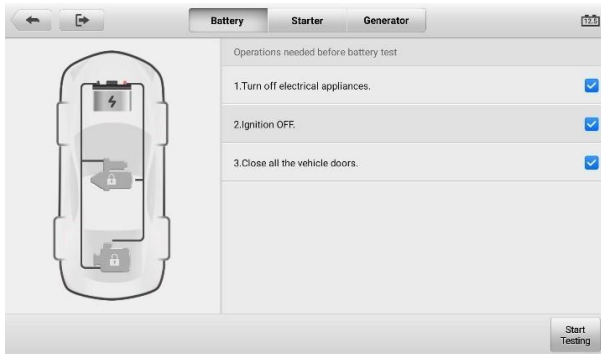 Battery Starter Generator
12.5
Operations needed before battery test
1.Turn off electrical appliances.
2.Ignition OFF.
3.Close all the vehicle doors.
Start
Testing